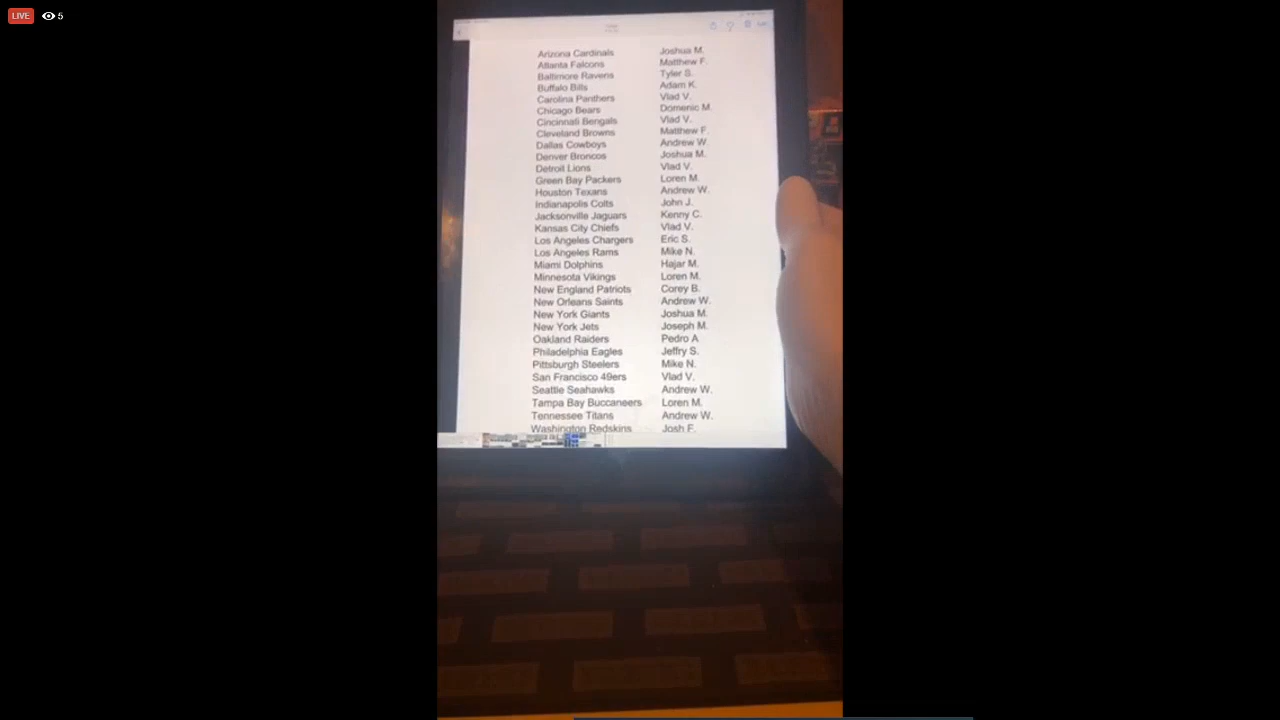 LIVE 5
Arizona Cardinals Joshua M.
Atlanta Falcons Matthew F.
Baltimore Ravens Tyler S.
Buffalo Bills Adam K.
Carolina Panthers Vlad V.
Chicago Bears Domenic M.
Cincinnati Bengals Vlad V.
Cleveland Browns Matthew F.
Dallas Cowboys Andrew W.
Denver Broncos Joshua M.
Detroit Lions Vlad V.
Green Bay Packers Loren M.
Houston Texans Andrew W.
Indianapolis Colts John J.
Jacksonville Jaguars Kenny C.
Kansas City Chiefs Vlad V.
Los Angeles Chargers Eric S.
Los Angeles Rams Mike N.
Miami Dolphins Hajar M.
Minnesota Vikings Loren M.
New England Patriots Corey B.
New Orleans Saints Andrew W.
New York Giants Joshua M.
New York Jets Joseph M.
Oakland Raiders Pedro A
Philadelphia Eagles Jeffry S.
Pittsburgh Steelers Mike N.
San Francisco 49ers Vlad V.
Seattle Seahawks Andrew W.
Tampa Bay Buccaneers Loren M.
Tennessee Titans Andrew W.
Washington Redskins Josh F.